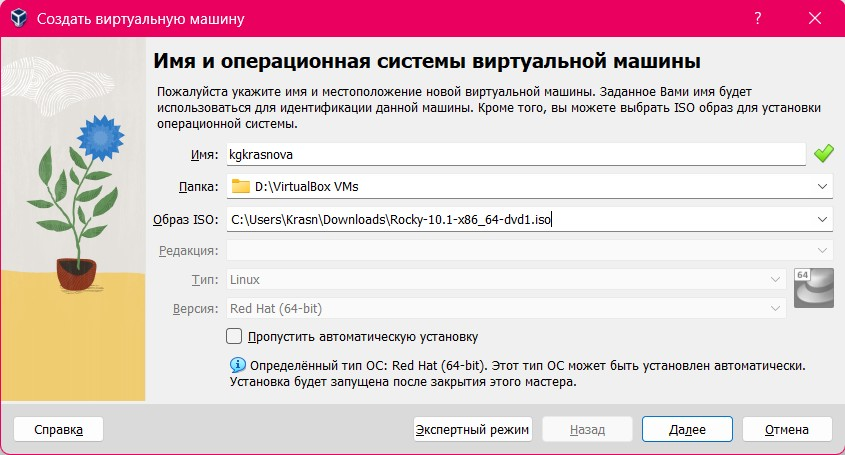 Создать виртуальную машину
?
Имя и операционная системы виртуальной машины
Пожалуйста укажите имя и местоположение новой виртуальной машины. Заданное Вами имя будет
использоваться для идентификации данной машины. Кроме того, вы можете выбрать ISO образ для установки
операционной системы.
Имя: kgkrasnova
Папка: D:\VirtualBox VMs
Образ ISO: C:\Users\Krasn\Downloads\Rocky-10.1-x86_64-dvd1.iso
Редакция:
Тип: Linux
64
Версия: Red Hat (64-bit)
Пропустить автоматическую установку
Определённый тип ОС: Red Hat (64-bit). Этот тип ОС может быть установлен автоматически.
Установка будет запущена после закрытия этого мастера.
Справка Экспертный режим Назад Далее Отмена